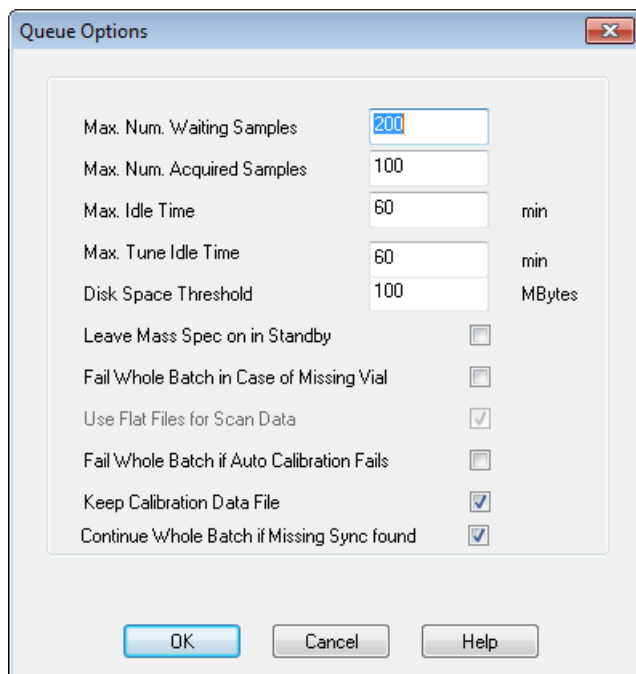 Queue Options
Max. Num. Waiting Samples 200
Max. Num. Acquired Samples 100
Max. Idle Time 60 min
Max. Tune Idle Time 60 min
Disk Space Threshold 100 MBytes
Leave Mass Spec on in Standby
Fail Whole Batch in Case of Missing Vial
Use Flat Files for Scan Data
Fail Whole Batch if Auto Calibration Fails
Keep Calibration Data File
Continue Whole Batch if Missing Sync found
OK Cancel Help